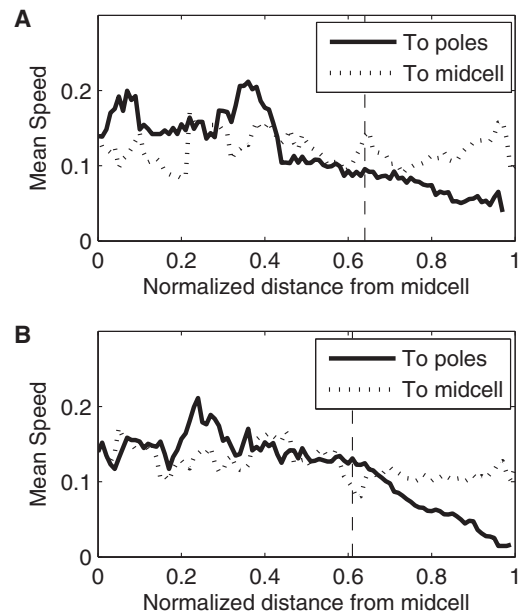 A
To poles
To midcell
Mean Speed
0.2
0.1
0
0 0.2 0.4 0.6 0.8 1
Normalized distance from midcell
B
To poles
To midcell
Mean Speed
0.2
0.1
0
0 0.2 0.4 0.6 0.8 1
Normalized distance from midcell